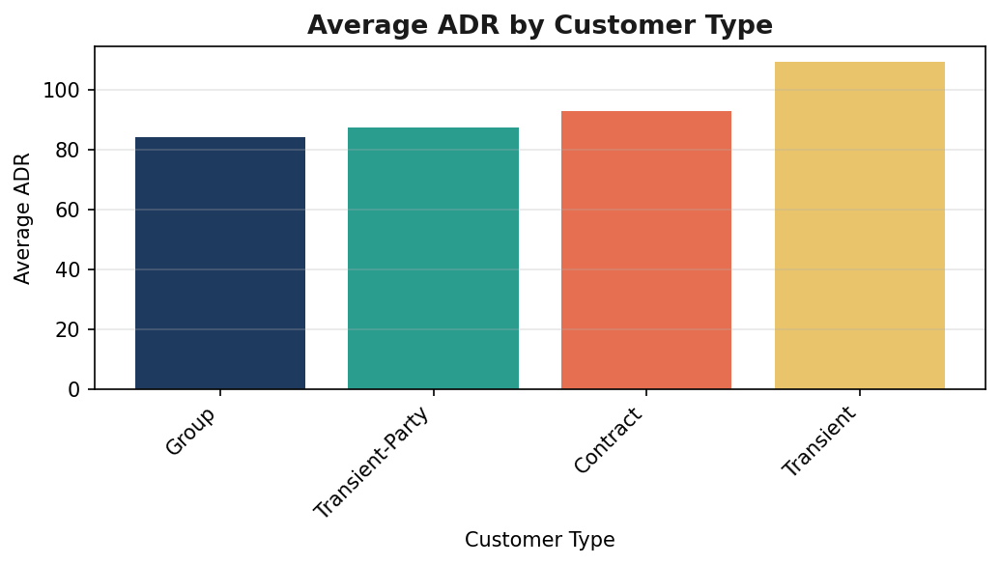 Average ADR by Customer Type
Average ADR
100
80
60
40
20
0
Group
Transient-Party
Contract
Transient
Customer Type